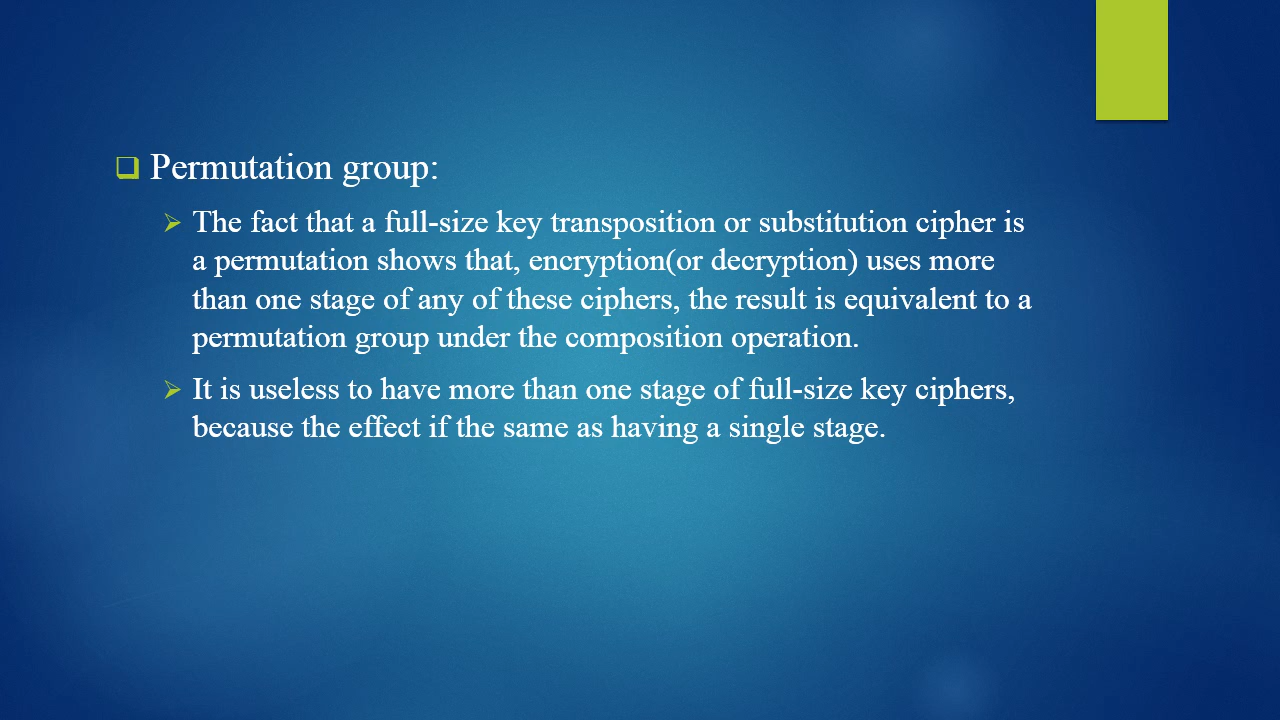 Permutation group:
The fact that a full-size key transposition or substitution cipher is
a permutation shows that, encryption(or decryption) uses more
than one stage of any of these ciphers, the result is equivalent to a
permutation group under the composition operation.
It is useless to have more than one stage of full-size key ciphers,
because the effect if the same as having a single stage.